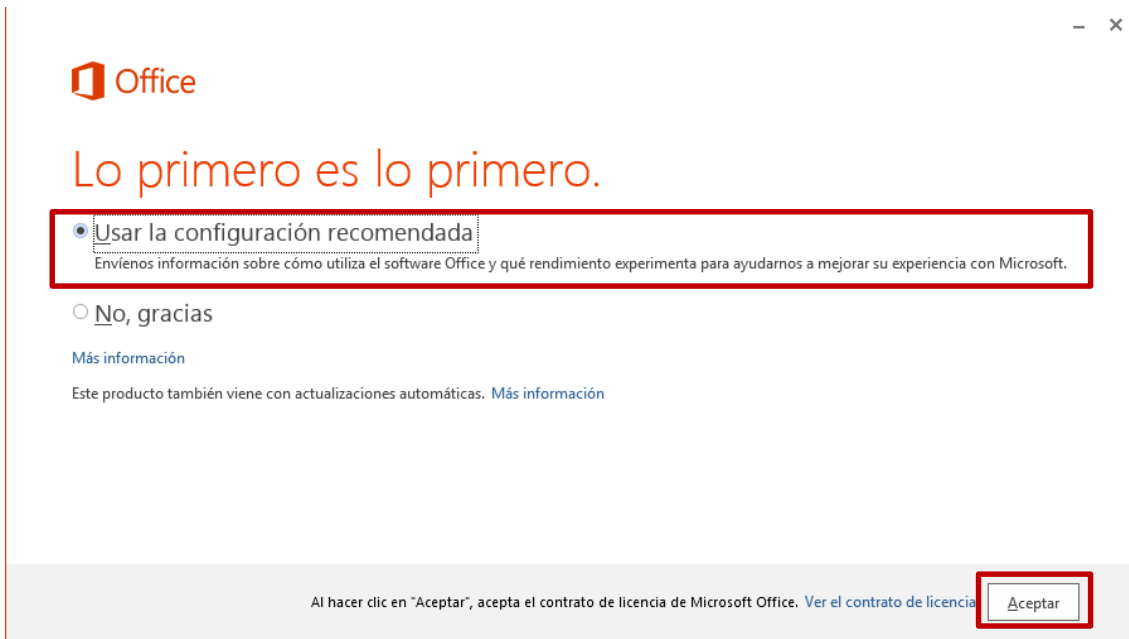 Office
Lo primero es lo primero.
Usar la configuración recomendada
Envíenos información sobre cómo utiliza el software Office y qué rendimiento experimenta para ayudarnos a mejorar su experiencia con Microsoft.
No, gracias
Más información
Este producto también viene con actualizaciones automáticas. Más información
Al hacer clic en "Aceptar", acepta el contrato de licencia de Microsoft Office. Ver el contrato de licencia
Aceptar